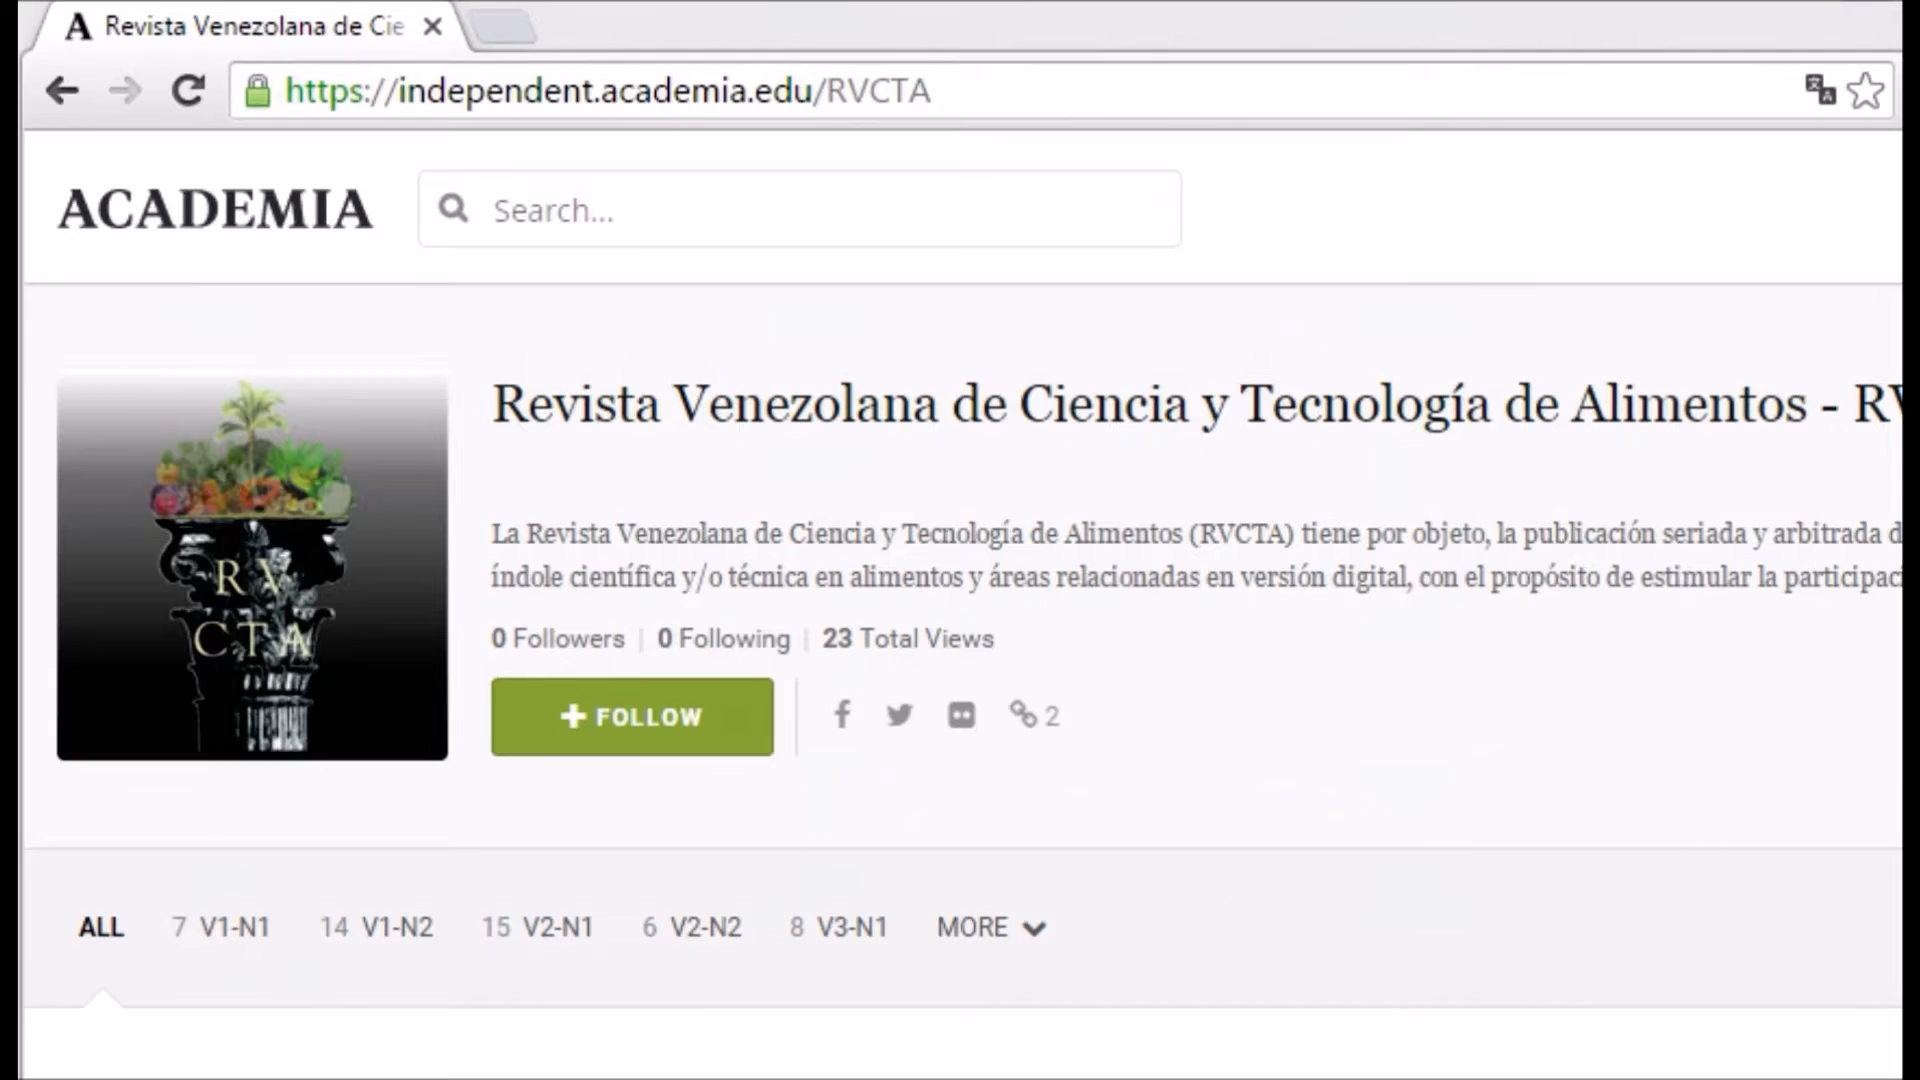 A Revista Venezolana de Cie
https://independent.academia.edu/RVCTA
ACADEMIA
Search...
Revista Venezolana de Ciencia y Tecnología de Alimentos - RV
La Revista Venezolana de Ciencia y Tecnología de Alimentos (RVCTA) tiene por objeto, la publicación seriada y arbitrada d
índole científica y/o técnica en alimentos y áreas relacionadas en versión digital, con el propósito de estimular la participaci
R V
C T A
0 Followers | 0 Following | 23 Total Views
+ FOLLOW
2
ALL 7 V1-N1 14 V1-N2 15 V2-N1 6 V2-N2 8 V3-N1 MORE